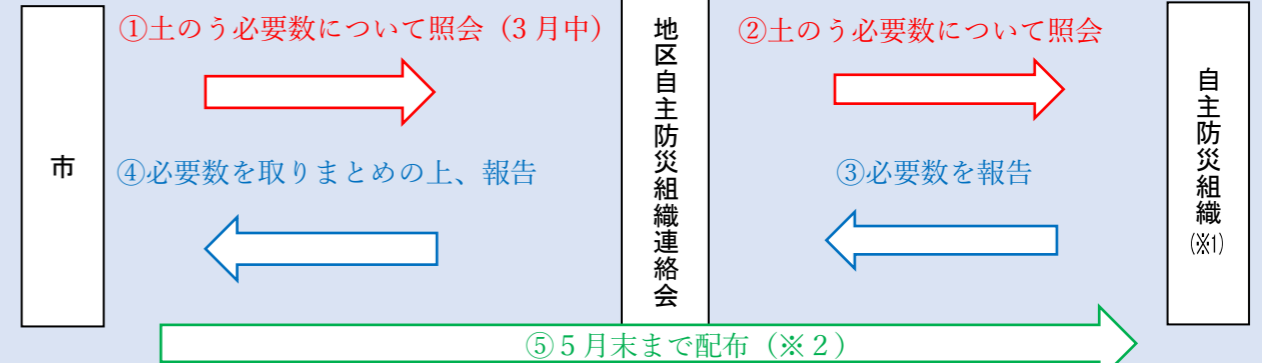 ①土のう必要数について照会（3月中）
②土のう必要数について照会
市
地区自主防災組織連絡会
自主防災組織(※1)
④必要数を取りまとめの上、報告
③必要数を報告
⑤５月末まで配布（※２）